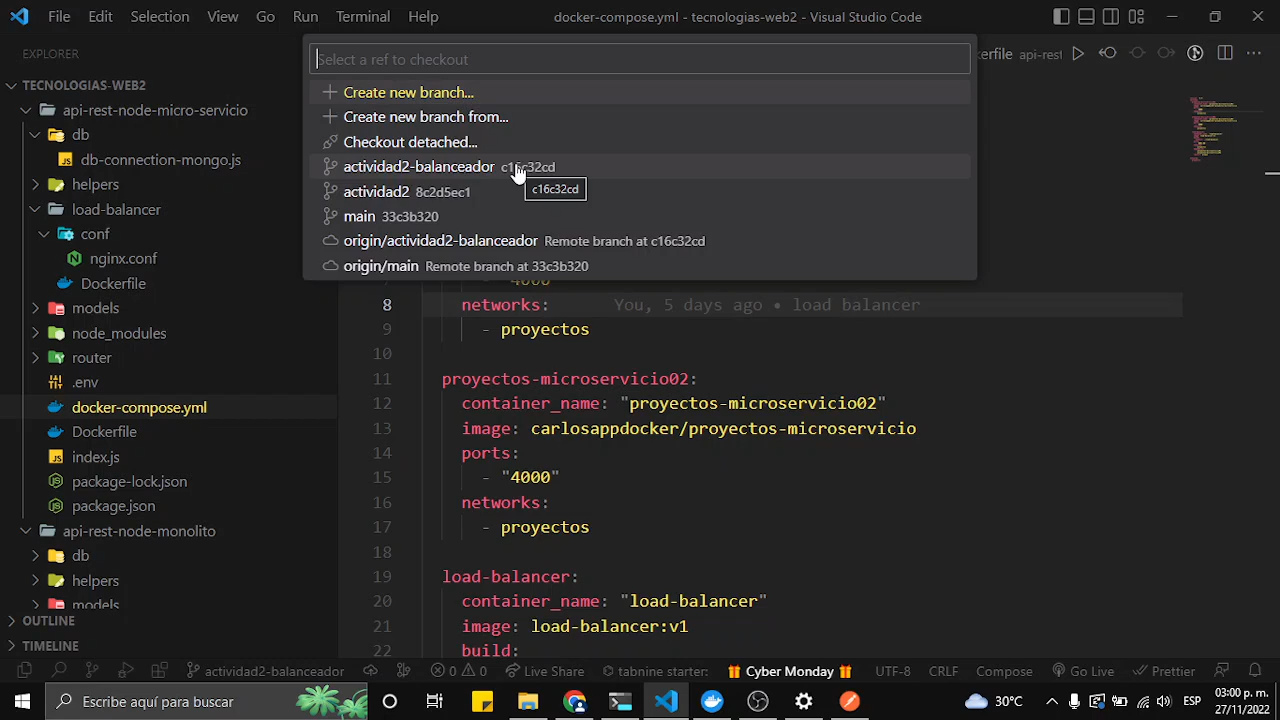 File Edit Selection View Go Run Terminal Help
docker-compose.yml - tecnologias-web2 - Visual Studio Code
EXPLORER
TECNOLOGIAS-WEB2
api-rest-node-micro-servicio
db
db-connection-mongo.js
helpers
load-balancer
conf
nginx.conf
Dockerfile
models
node_modules
router
.env
docker-compose.yml
Dockerfile
index.js
package-lock.json
package.json
api-rest-node-monolito
db
helpers
models
OUTLINE
TIMELINE
Select a ref to checkout
Create new branch...
Create new branch from...
Checkout detached...
actividad2-balanceador c16c32cd
c16c32cd
actividad2 8c2d5ec1
main 33c3b320
origin/actividad2-balanceador Remote branch at c16c32cd
origin/main Remote branch at 33c3b320
erfile api-rest
- "4000"
8 networks: You, 5 days ago • load balancer
9 - proyectos
10
11 proyectos-microservicio02:
12 container_name: "proyectos-microservicio02"
13 image: carlosappdocker/proyectos-microservicio
14 ports:
15 - "4000"
16 networks:
17 - proyectos
18
19 load-balancer:
20 container_name: "load-balancer"
21 image: load-balancer:v1
22 build:
actividad2-balanceador 0 0 Live Share tabnine starter: Cyber Monday UTF-8 CRLF Compose Go Live Prettier
Escribe aquí para buscar
30°C
ESP
03:00 p. m.
27/11/2022